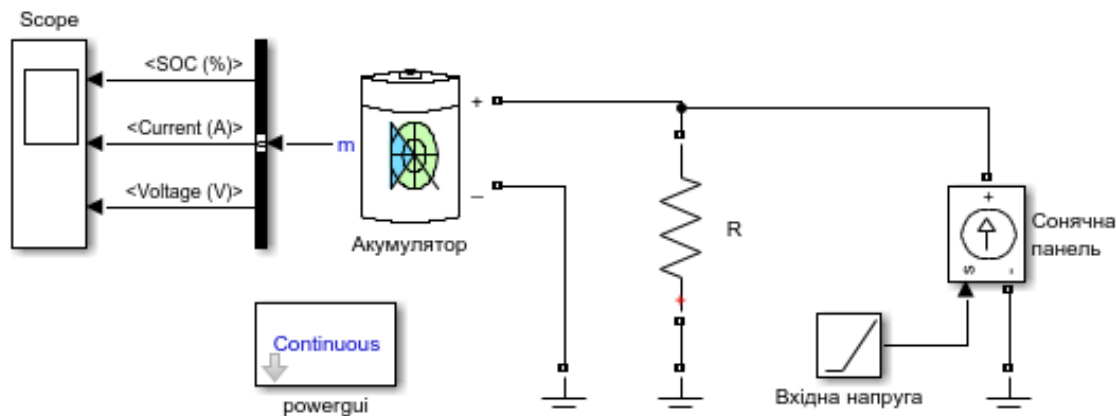 Scope
<SOC (%)>
<Current (A)>
<Voltage (V)>
m
+
–
Акумулятор
R
+
s
-
Сонячна
панель
Continuous
powergui
Вхідна напруга